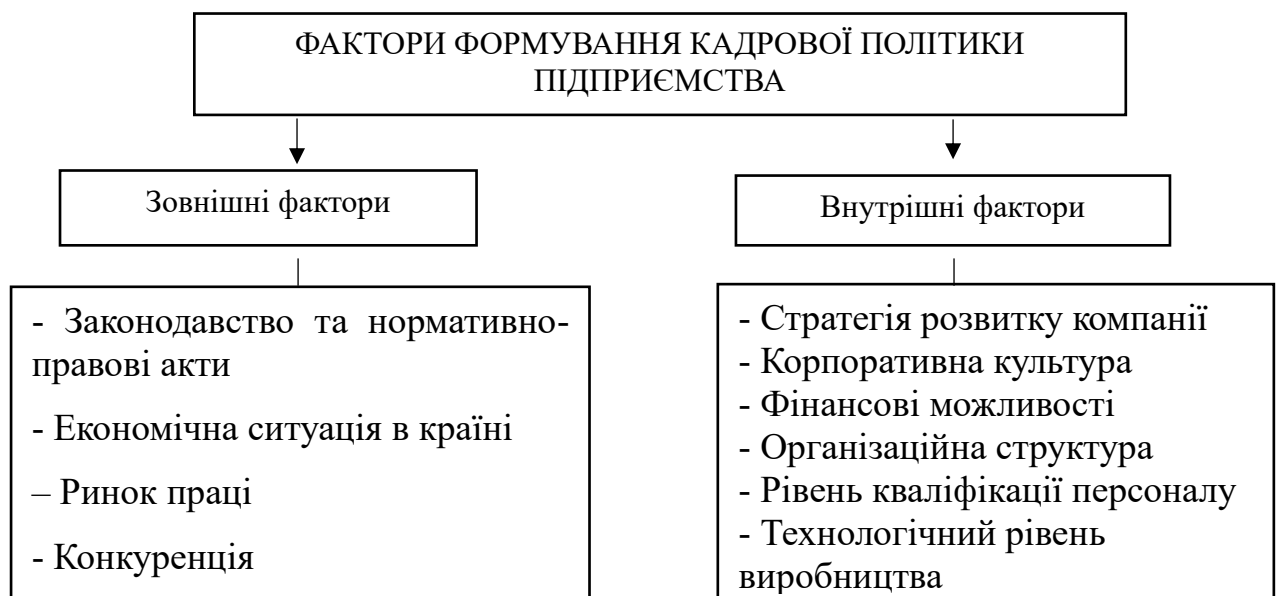 ФАКТОРИ ФОРМУВАННЯ КАДРОВОЇ ПОЛІТИКИ
ПІДПРИЄМСТВА
Зовнішні фактори
Внутрішні фактори
- Законодавство та нормативно-
правові акти
- Економічна ситуація в країні
– Ринок праці
- Конкуренція
- Стратегія розвитку компанії
- Корпоративна культура
- Фінансові можливості
- Організаційна структура
- Рівень кваліфікації персоналу
- Технологічний рівень
виробництва